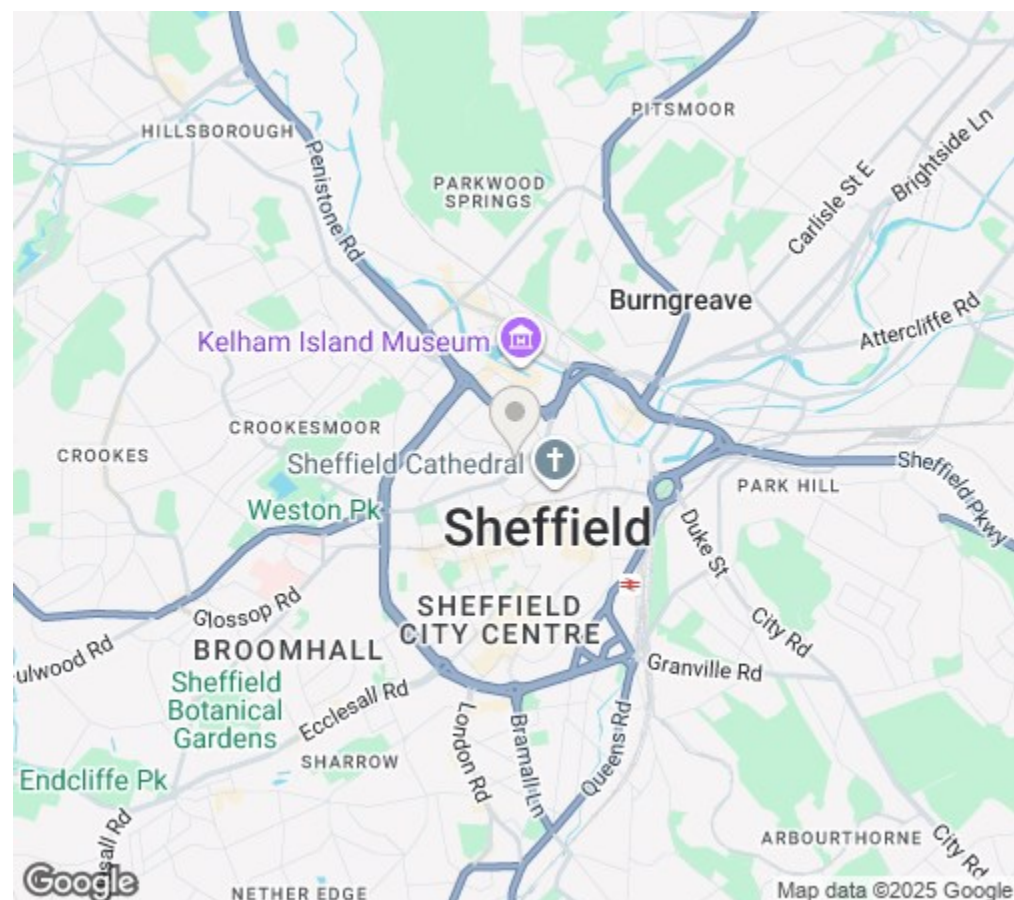 PITSMOOR
HILLSBOROUGH
Brightside Ln
PARKWOOD
SPRINGS
Penistone Rd
Carlisle St E
Burngreave
Attercliffe Rd
Kelham Island Museum
CROOKESMOOR
CROOKES
Sheffield Cathedral
Sheffield Pkwy
PARK HILL
Weston Pk
Sheffield
Duke St
SHEFFIELD
CITY CENTRE
Glossop Rd
City Rd
BROOMHALL
ulwood Rd
Granville Rd
Sheffield
Botanical
Gardens
Ecclesall Rd
London Rd
Bramall Ln
Queens Rd
SHARROW
Endcliffe Pk
sall Rd
ARBOURTHORNE
City Rd
Google
NETHER EDGE
Map data ©2025 Google